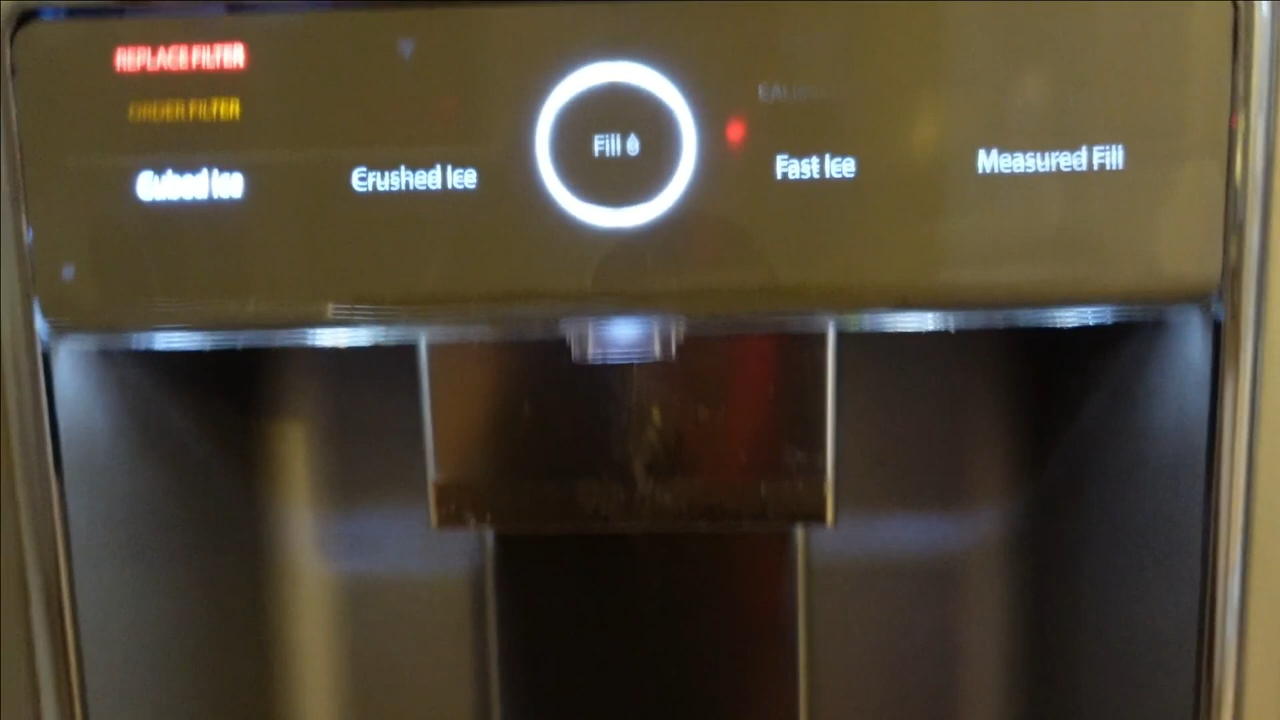 REPLACE FILTER
ORDER FILTER
Cubed Ice
Crushed Ice
Fill
Fast Ice
Measured Fill